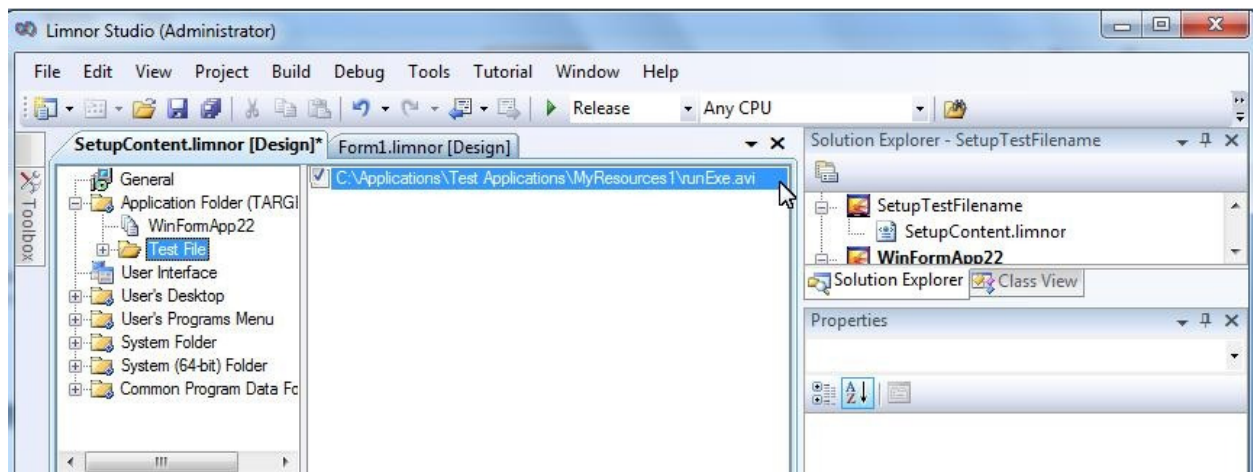 Limnor Studio (Administrator)
File Edit View Project Build Debug Tools Tutorial Window Help
Release Any CPU
SetupContent.limnor [Design]* Form1.limnor [Design]
Toolbox
General
Application Folder (TARGI
WinFormApp22
Test File
User Interface
User's Desktop
User's Programs Menu
System Folder
System (64-bit) Folder
Common Program Data Fc
C:\Applications\Test Applications\MyResources1\runExe.avi
Solution Explorer - SetupTestFilename
SetupTestFilename
SetupContent.limnor
WinFormApp22
Solution Explorer Class View
Properties